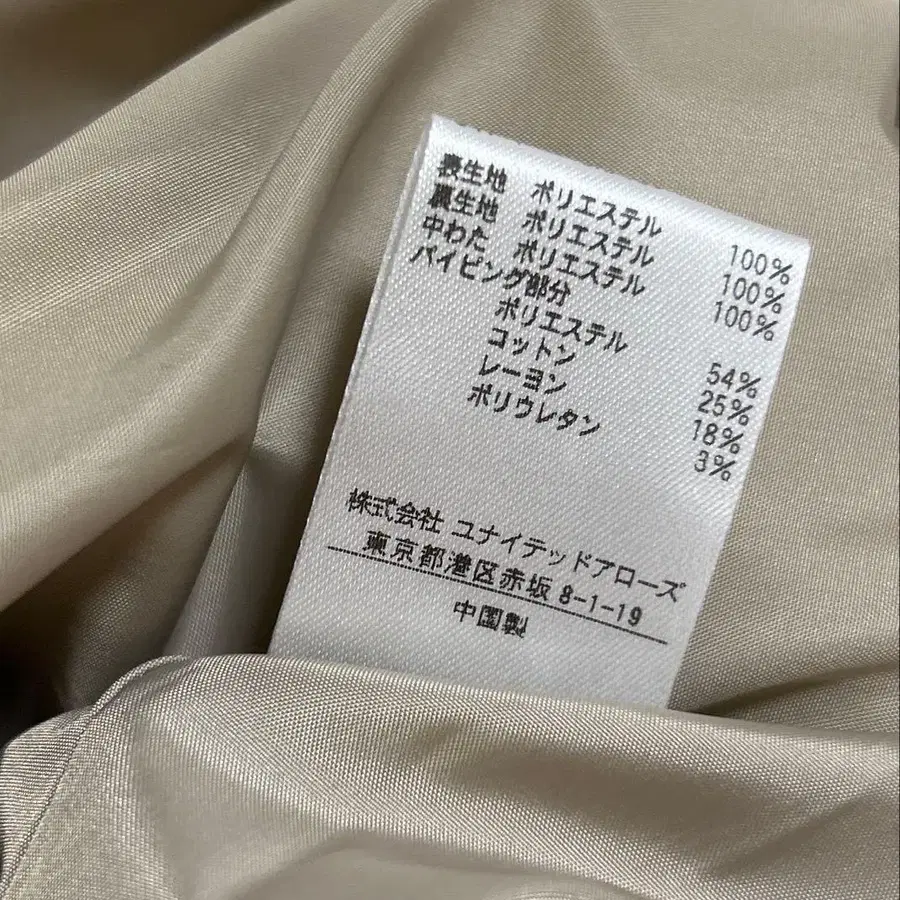 表生地 ポリエステル 100%
裏生地 ポリエステル 100%
中わた ポリエステル 100%
パイピング部分
ポリエステル 54%
コットン 25%
レーヨン 18%
ポリウレタン 3%
株式会社 ユナイテッドアローズ
東京都港区赤坂 8-1-19
中国製